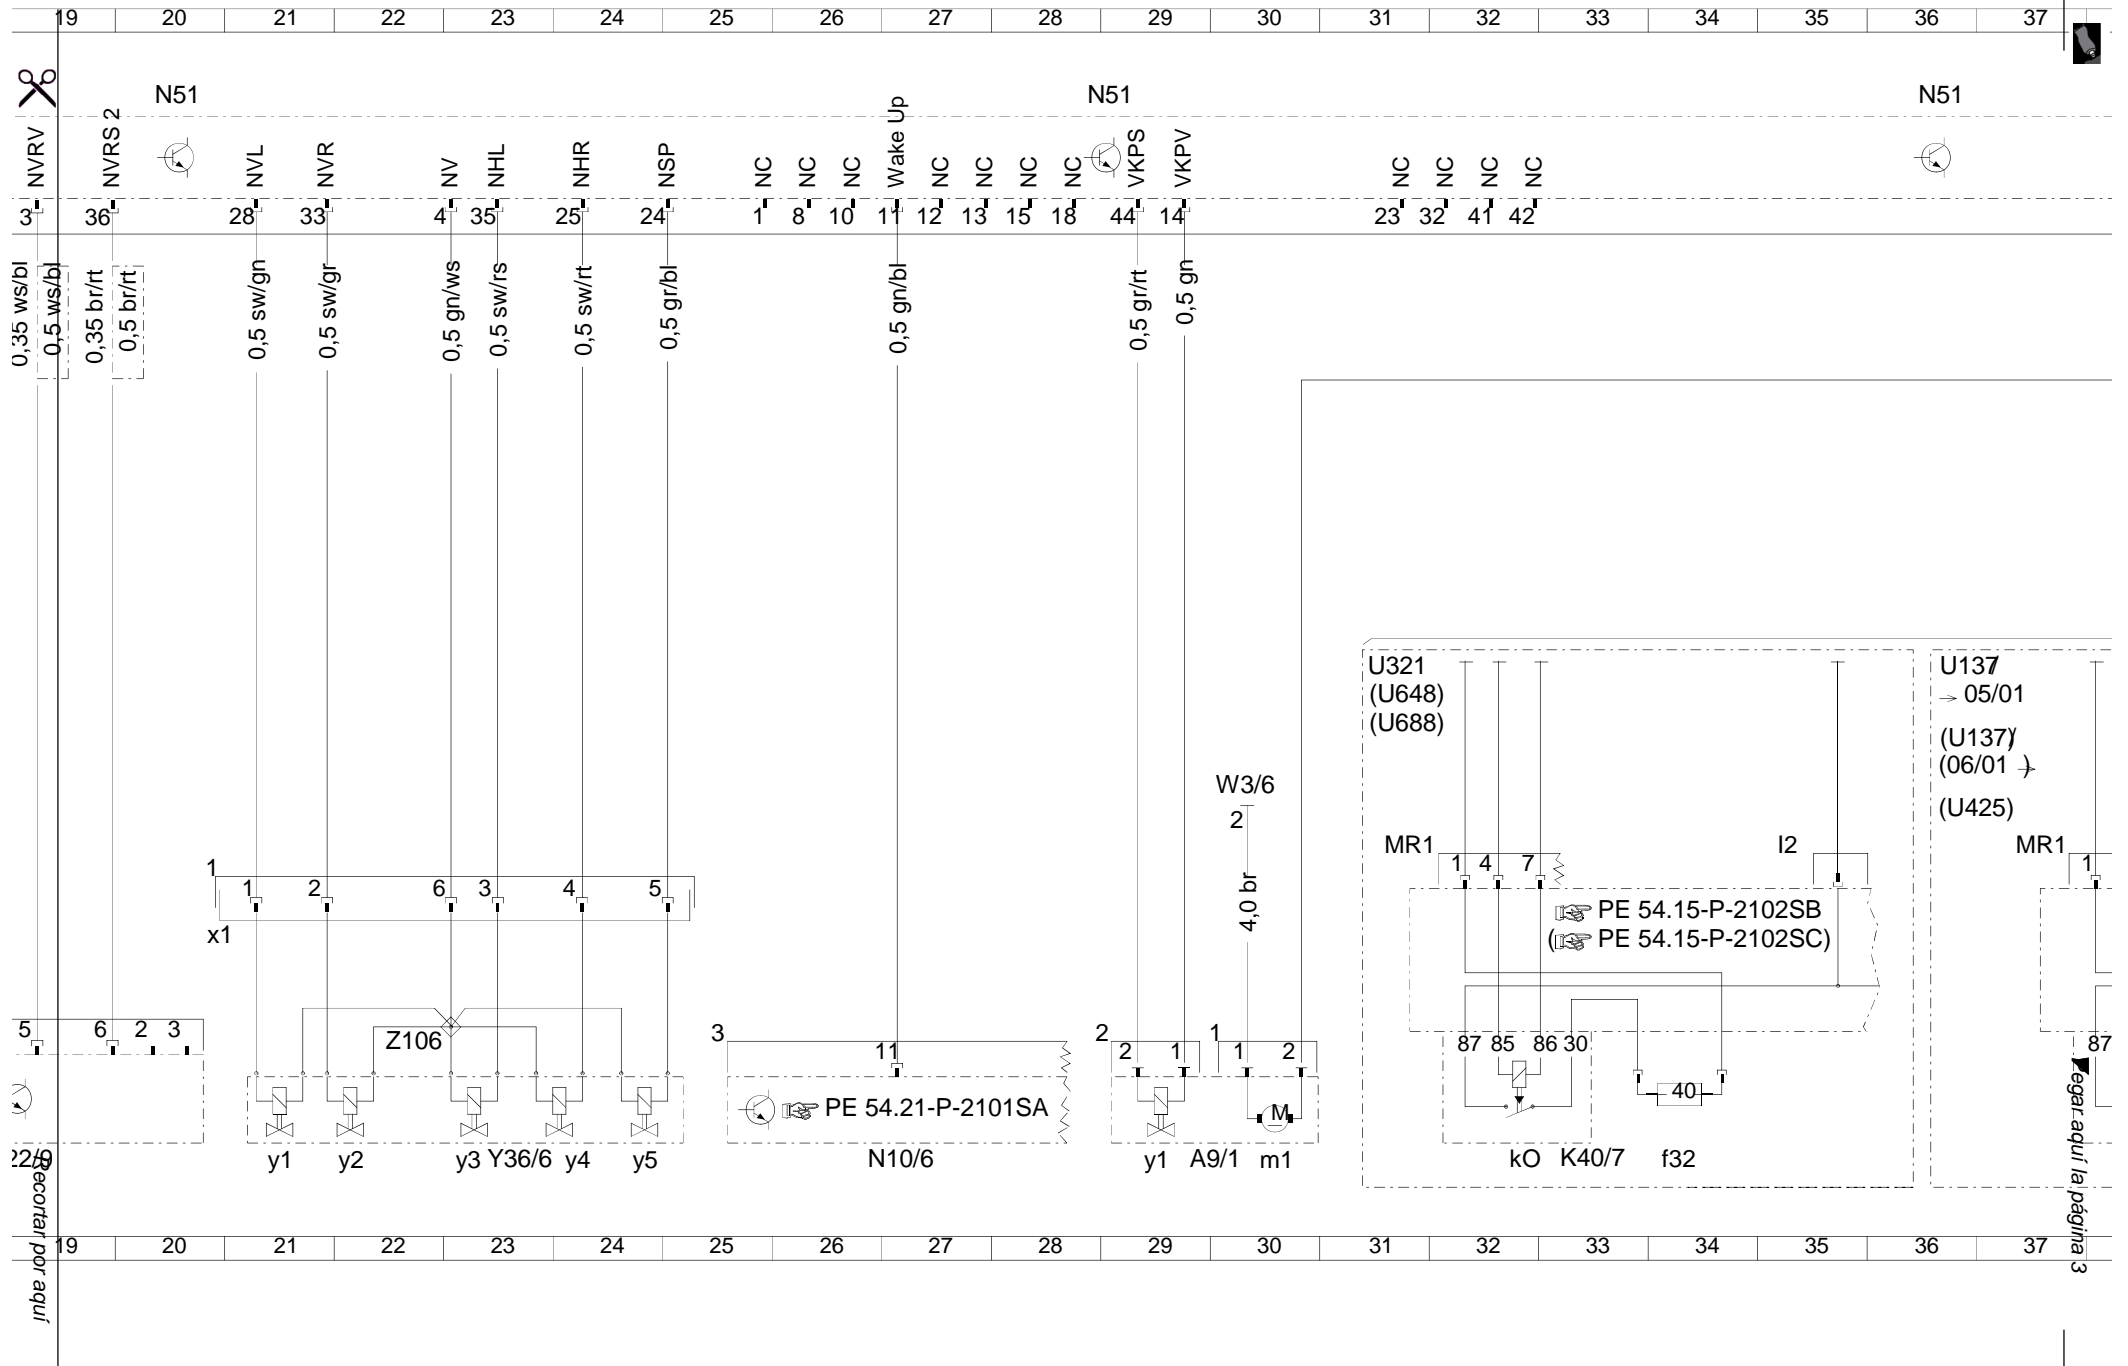 19 20 21 22 23 24 25 26 27 28 29 30 31 32 33 34 35 36 37
N51 N51 N51
NVRV NVRS 2 NVL NVR NV NHL NHR NSP NC NC NC Wake Up NC NC NC NC VKPS VKPV NC NC NC NC
3 36 28 33 4 35 25 24 1 8 10 11 12 13 15 18 44 14 23 32 41 42
0,35 ws/bl 0,5 ws/bl 0,35 br/rt 0,5 br/rt 0,5 sw/gn 0,5 sw/gr 0,5 gn/ws 0,5 sw/rs 0,5 sw/rt 0,5 gr/bl 0,5 gn/bl 0,5 gr/rt 0,5 gn
U321 U137/
(U648) → 05/01
(U688)
(U137/)
(06/01 →)
(U425)
W3/6
2
4,0 br
MR1 I2 MR1
1 4 7 1
1
1 2 6 3 4 5
x1
PE 54.15-P-2102SB
(PE 54.15-P-2102SC)
5 6 2 3
Z106
3 11
2 2 1 1 1 2
87 85 86 30 87
40
PE 54.21-P-2101SA
M
22/9 y1 y2 y3 Y36/6 y4 y5 N10/6 y1 A9/1 m1 kO K40/7 f32
Recortar por aquí
egar aquí la página 3
19 20 21 22 23 24 25 26 27 28 29 30 31 32 33 34 35 36 37